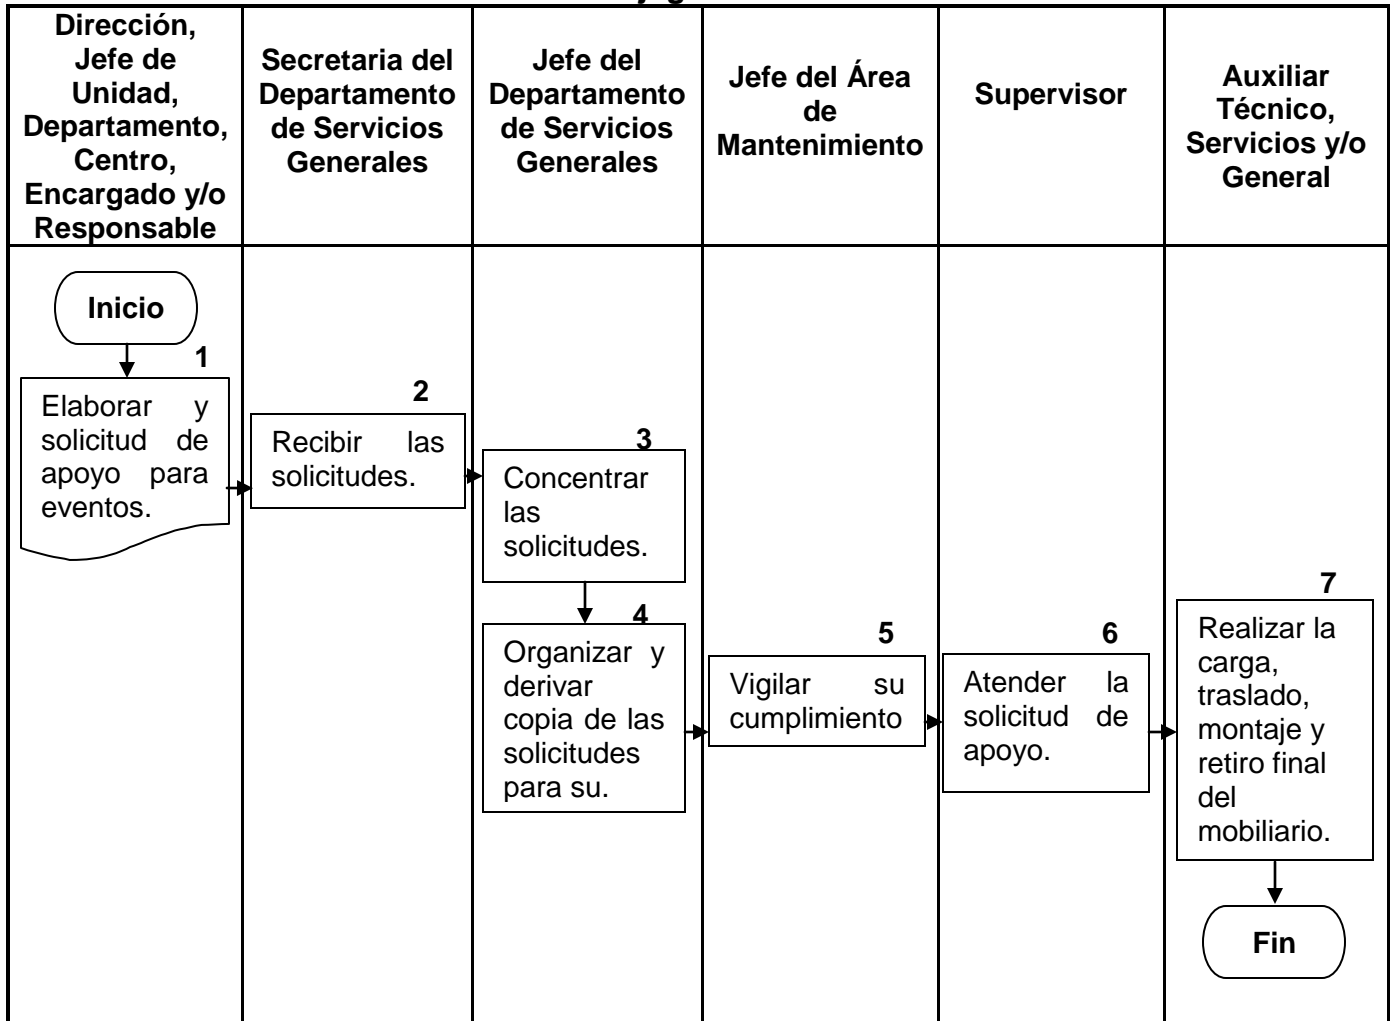 Dirección,
Jefe de
Unidad,
Departamento,
Centro,
Encargado y/o
Responsable
Secretaria del
Departamento
de Servicios
Generales
Jefe del
Departamento
de Servicios
Generales
Jefe del Área
de
Mantenimiento
Supervisor
Auxiliar
Técnico,
Servicios y/o
General
Inicio
1
Elaborar y
solicitud de
apoyo para
eventos.
2
Recibir las
solicitudes.
3
Concentrar
las
solicitudes.
4
Organizar y
derivar
copia de las
solicitudes
para su.
5
Vigilar su
cumplimiento
6
Atender la
solicitud de
apoyo.
7
Realizar la
carga,
traslado,
montaje y
retiro final
del
mobiliario.
Fin